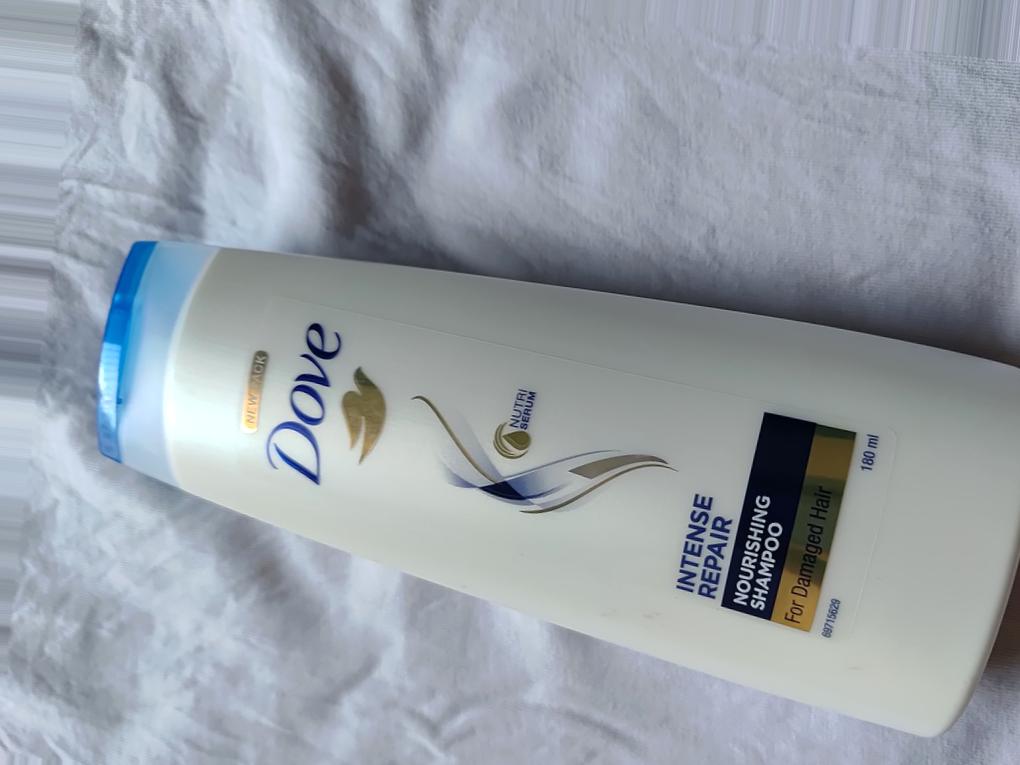 NEW PACK
Dove
NUTRI
SERUM
INTENSE
REPAIR
NOURISHING
SHAMPOO
For Damaged Hair
180 ml
69715629